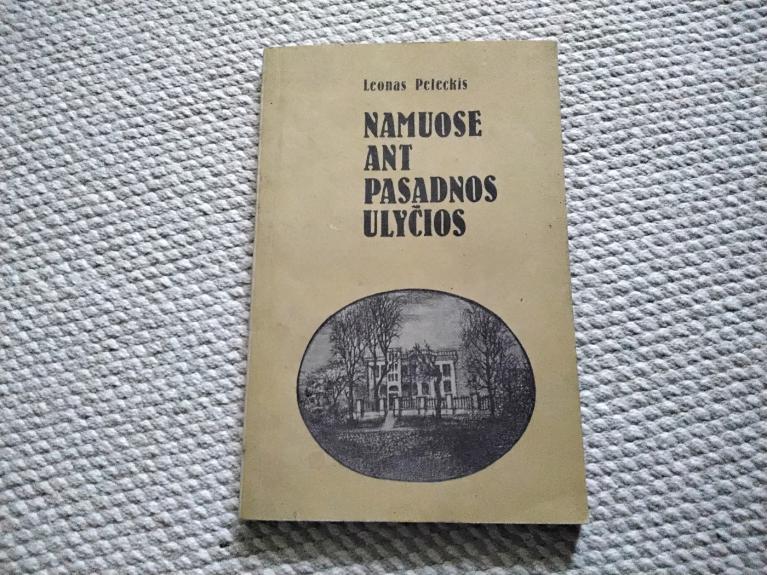 Leonas Peleckis
NAMUOSE
ANT
PASADNOS
ULYČIOS